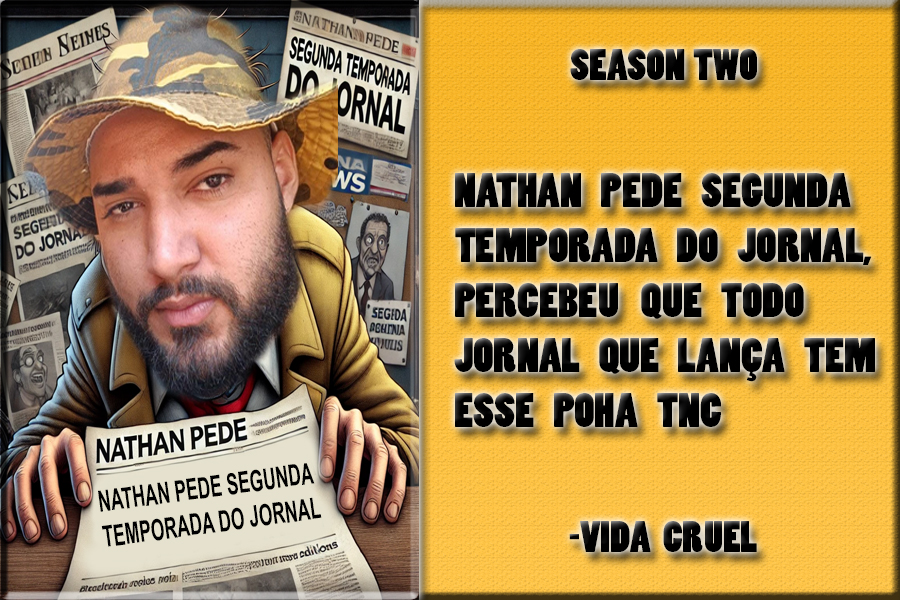 NATHAN PEDE
SEGUNDA TEMPORADA
DO JORNAL
DO JORNAL
NATHAN PEDE
NATHAN PEDE SEGUNDA
TEMPORADA DO JORNAL
SEASON TWO
NATHAN PEDE SEGUNDA
TEMPORADA DO JORNAL,
PERCEBEU QUE TODO
JORNAL QUE LANÇA TEM
ESSE POHA TNC
-VIDA CRUEL